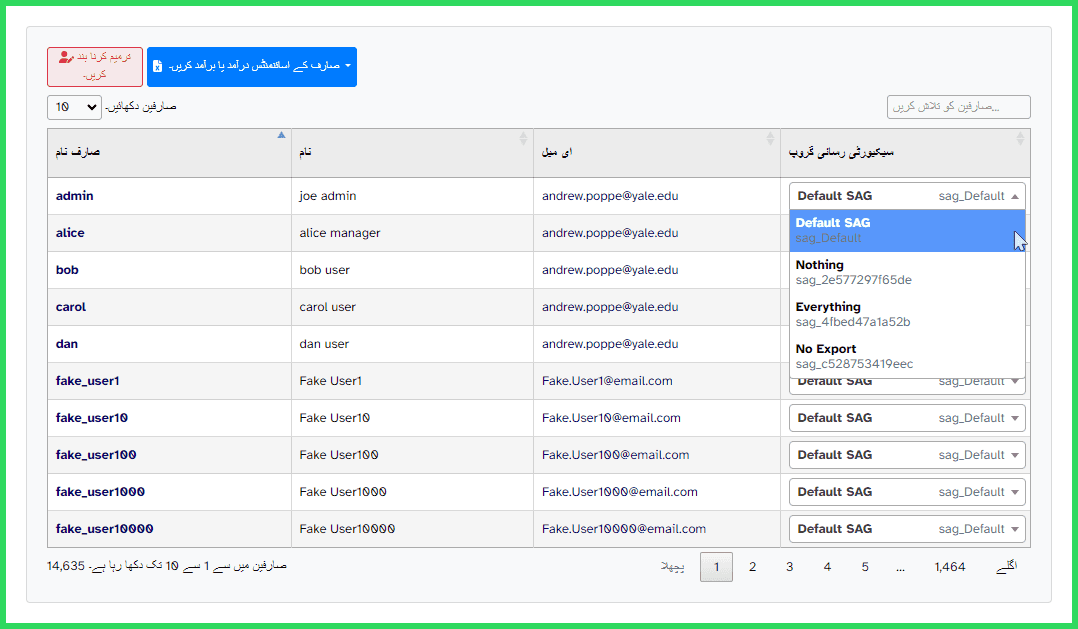 ترمیم کرنا بند
کریں۔
صارف کے اسائنمنٹس درآمد یا برآمد کریں۔
10 صارفین دکھائیں۔
صارفین کو تلاش کریں...
صارف نام نام ای میل سیکیورٹی رسائی گروپ
admin joe admin andrew.poppe@yale.edu Default SAG sag_Default
alice alice manager andrew.poppe@yale.edu
bob bob user andrew.poppe@yale.edu
carol carol user andrew.poppe@yale.edu
dan dan user andrew.poppe@yale.edu
Default SAG
sag_Default
Nothing
sag_2e577297f65de
Everything
sag_4fbed47a1a52b
No Export
sag_c528753419eec
fake_user1 Fake User1 Fake.User1@email.com Default SAG sag_Default
fake_user10 Fake User10 Fake.User10@email.com Default SAG sag_Default
fake_user100 Fake User100 Fake.User100@email.com Default SAG sag_Default
fake_user1000 Fake User1000 Fake.User1000@email.com Default SAG sag_Default
fake_user10000 Fake User10000 Fake.User10000@email.com Default SAG sag_Default
14,635 صارفین میں سے 1 سے 10 تک دکھا رہا ہے۔
پچھلا 1 2 3 4 5 ... 1,464 اگلے